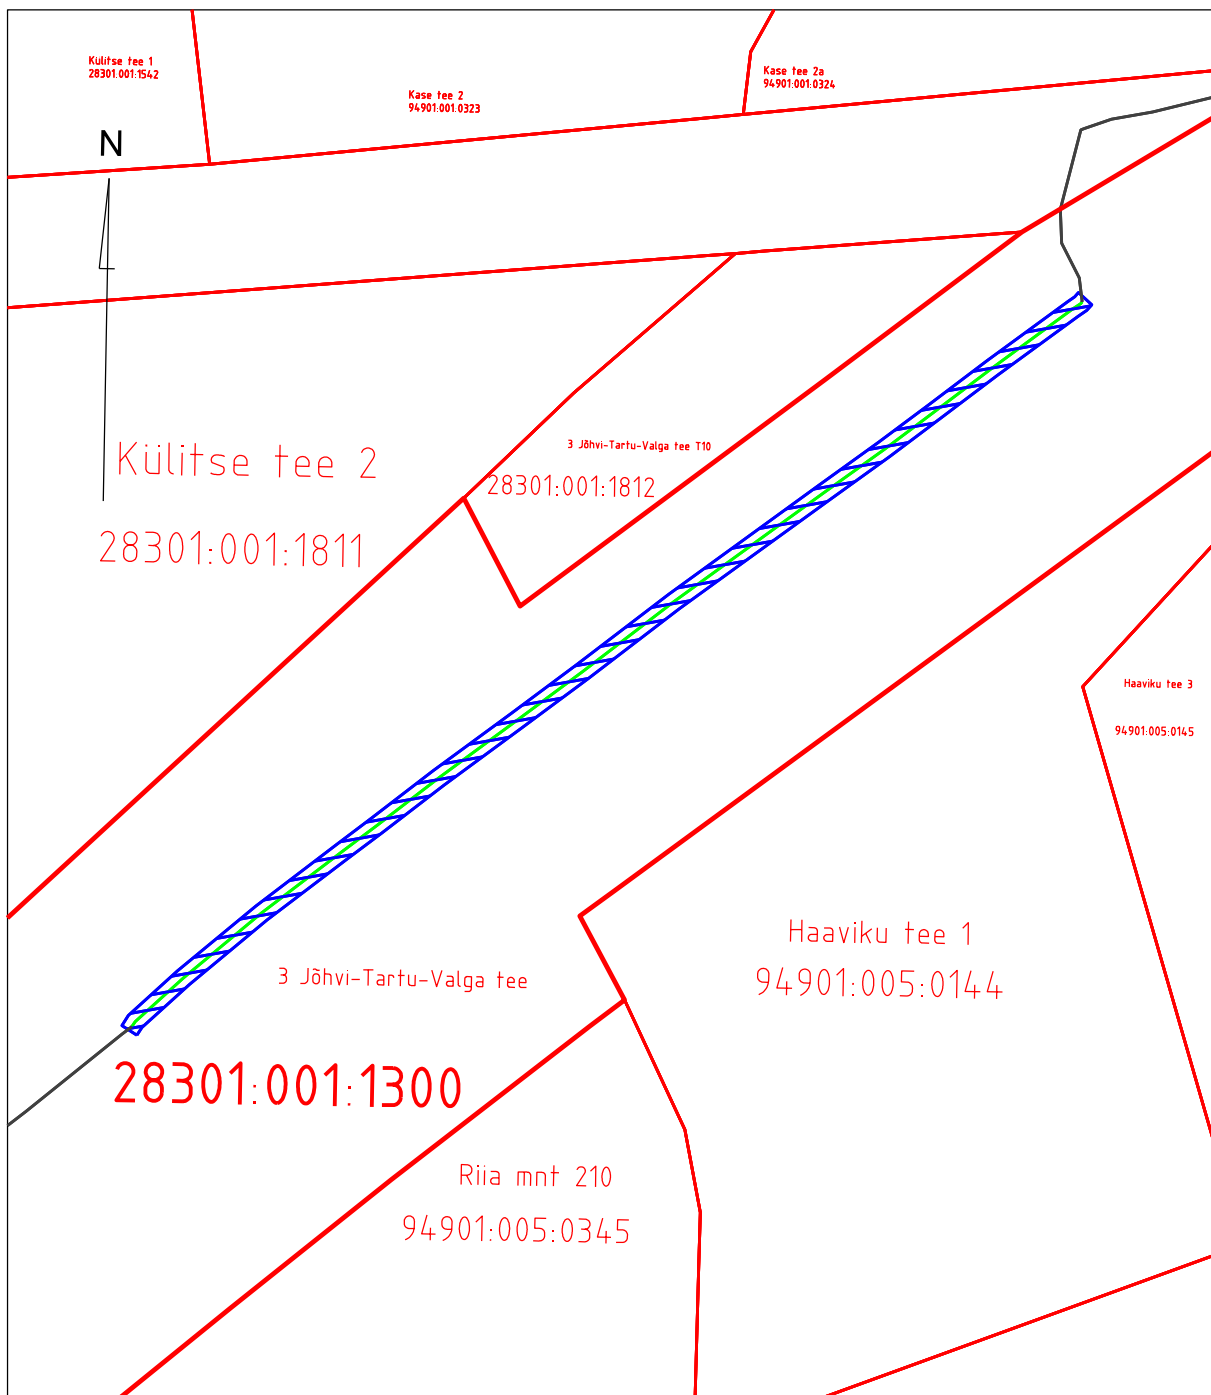 Külitse tee 1
28301:001:1542
Kase tee 2
94901:001:0323
Kase tee 2a
94901:001:0324
N
Külitse tee 2
28301:001:1811
3 Jõhvi-Tartu-Valga tee T10
28301:001:1812
Haaviku tee 3
94901:005:0145
Haaviku tee 1
94901:005:0144
3 Jõhvi-Tartu-Valga tee
28301:001:1300
Riia mnt 210
94901:005:0345